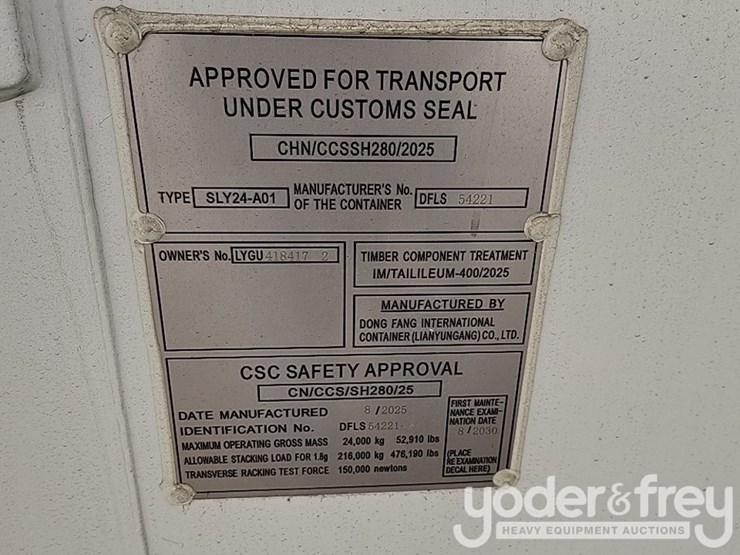 APPROVED FOR TRANSPORT
UNDER CUSTOMS SEAL
CHN/CCSSH280/2025
TYPE SLY24-A01 MANUFACTURER'S No. OF THE CONTAINER DFLS 54221
OWNER'S No. LYGU 418417 2
TIMBER COMPONENT TREATMENT
IM/TAILILEUM-400/2025
MANUFACTURED BY
DONG FANG INTERNATIONAL
CONTAINER (LIANYUNGANG) CO., LTD.
CSC SAFETY APPROVAL
CN/CCS/SH280/25
DATE MANUFACTURED 8/2025
IDENTIFICATION No. DFLS 54221
MAXIMUM OPERATING GROSS MASS 24,000 kg 52,910 lbs
ALLOWABLE STACKING LOAD FOR 1.8g 216,000 kg 476,190 lbs
TRANSVERSE RACKING TEST FORCE 150,000 newtons
FIRST MAINTE-
NANCE EXAMI-
NATION DATE
8/2030
(PLACE
RE EXAMINATION
DECAL HERE)
yoder&frey
HEAVY EQUIPMENT AUCTIONS